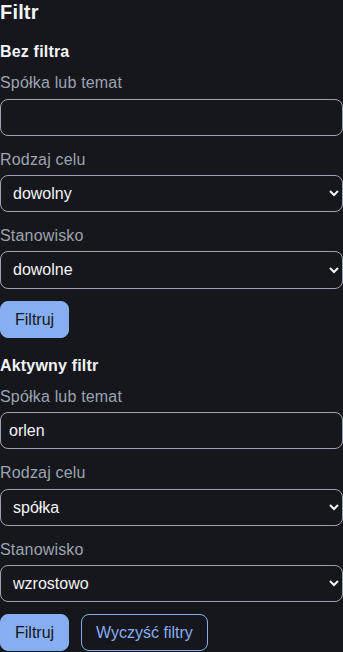 Filtr
Bez filtra
Spółka lub temat
Rodzaj celu
dowolny
Stanowisko
dowolne
Filtruj
Aktywny filtr
Spółka lub temat
orlen
Rodzaj celu
spółka
Stanowisko
wzrostowo
Filtruj Wyczyść filtry